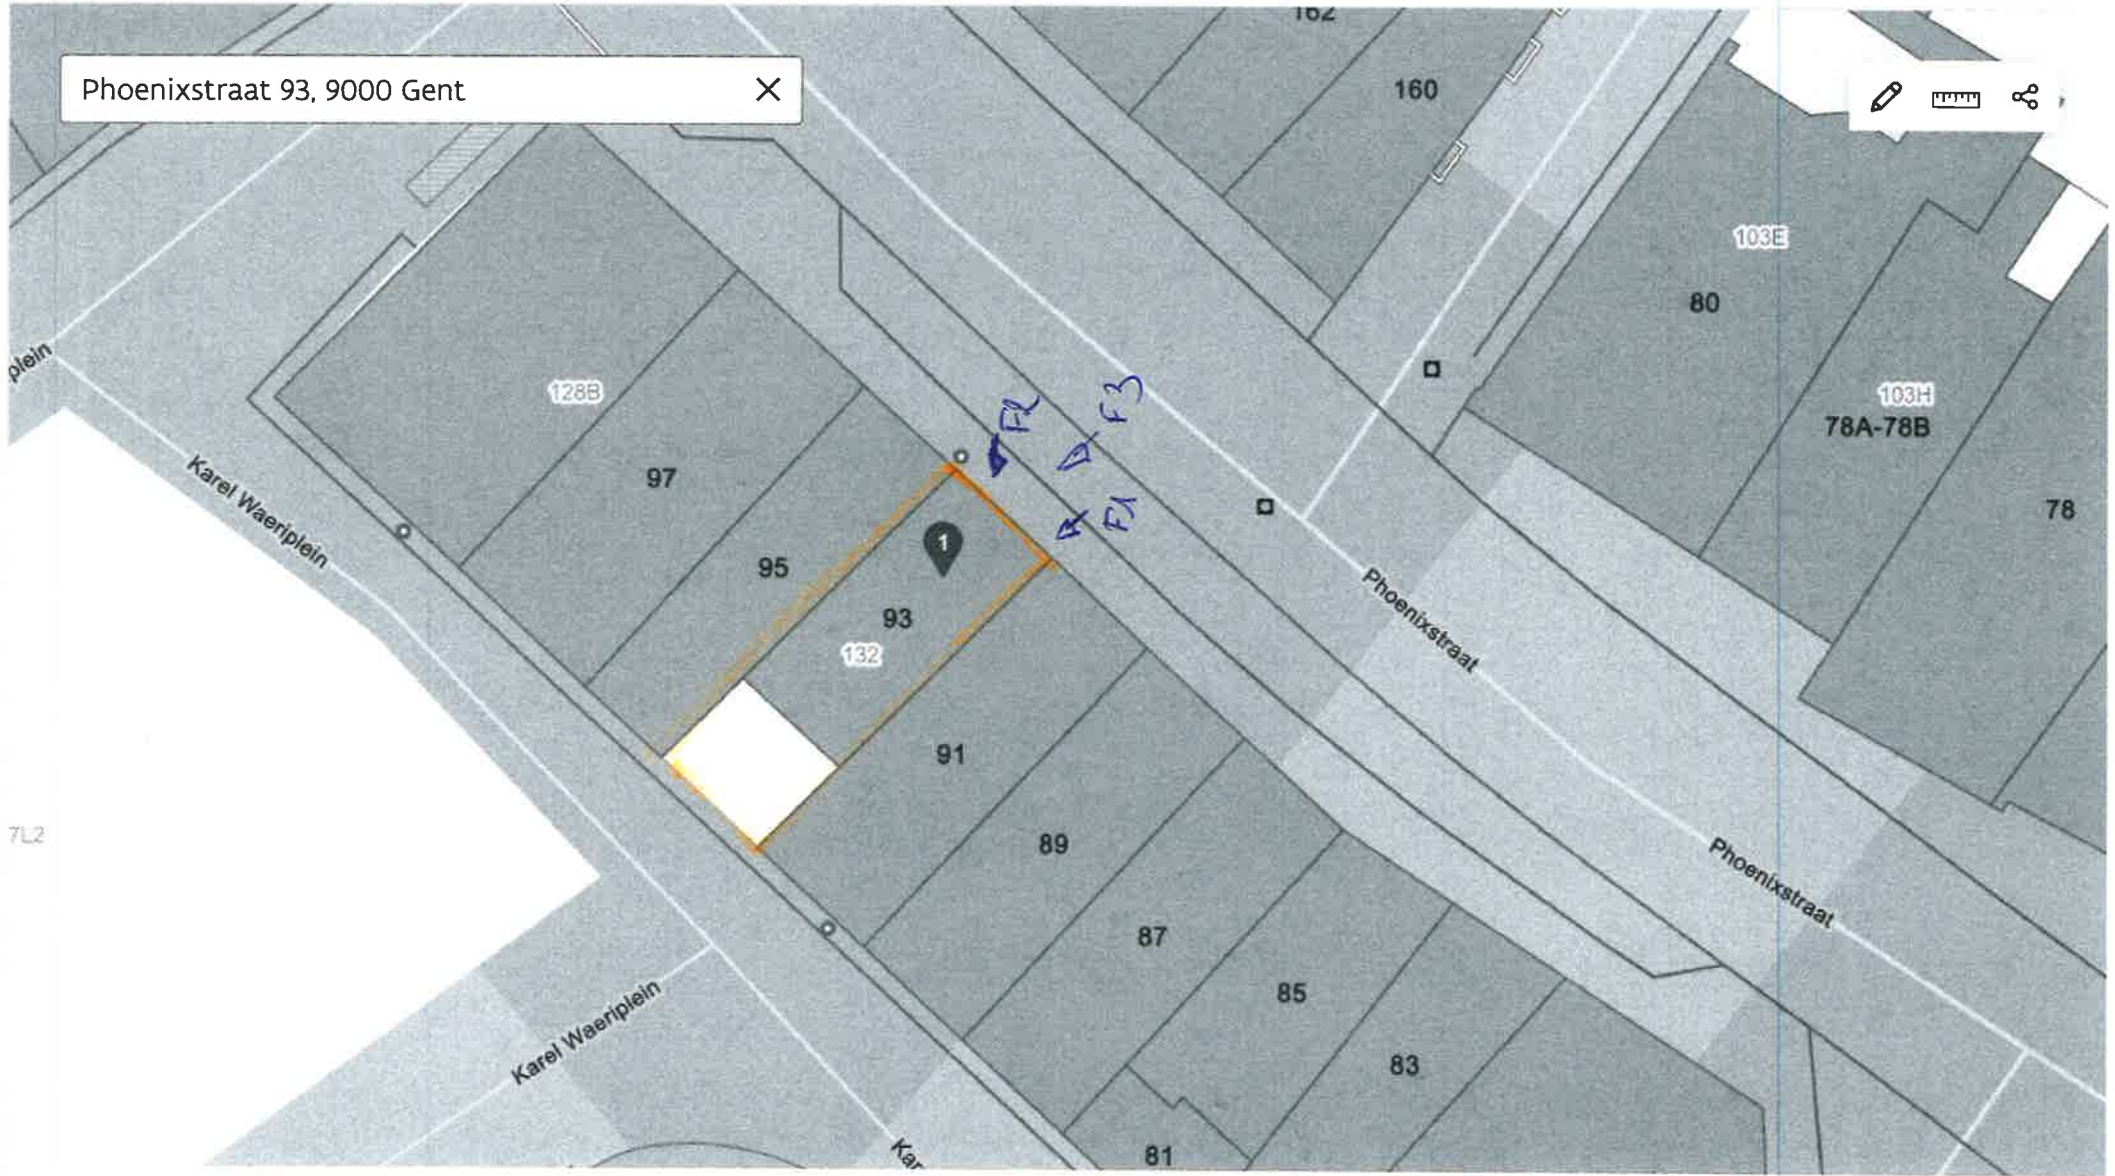 162
Phoenixstraat 93, 9000 Gent
160
103E
80
plein
128B
103H
78A-78B
F2
F3
Karel Waeriplein
97
F1
78
1
95
93
132
Phoenixstraat
91
7L2
89
Phoenixstraat
87
Karel Waeriplein
85
83
Kar
81